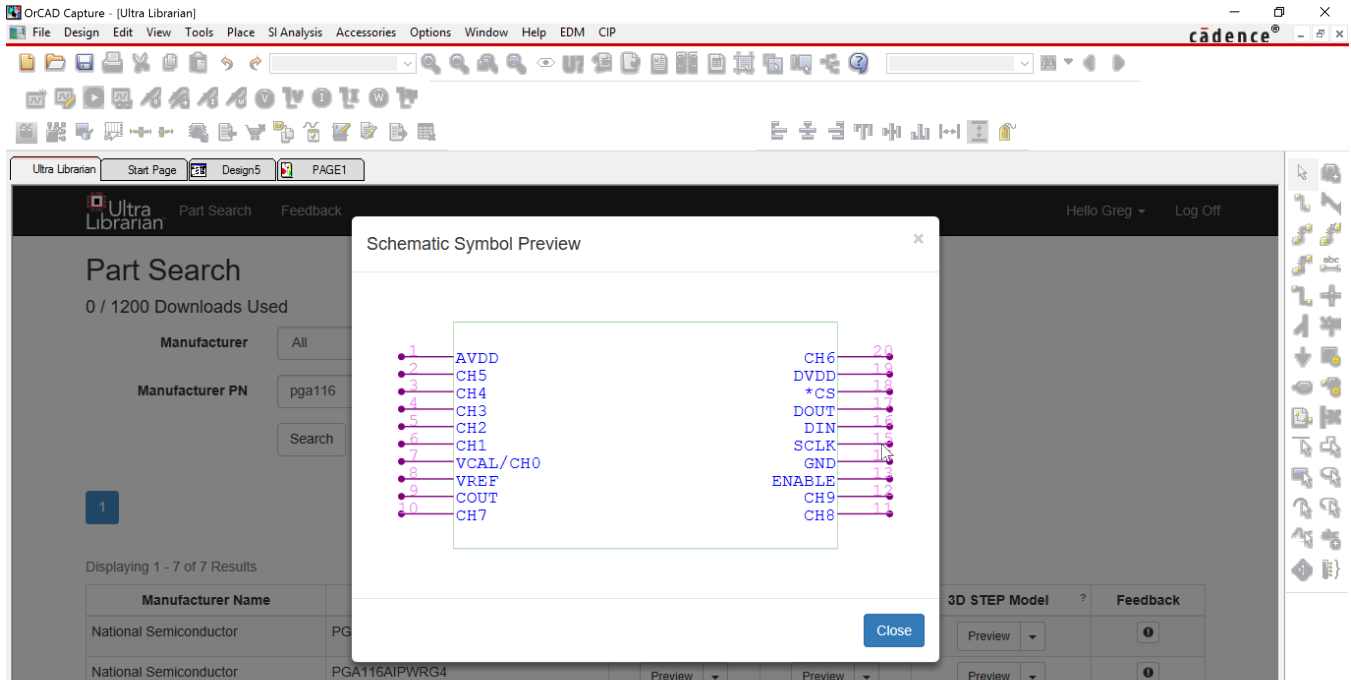 OrCAD Capture - [Ultra Librarian]
File Design Edit View Tools Place SI Analysis Accessories Options Window Help EDM CIP
cādence®
Ultra Librarian Start Page Design5 PAGE1
Ultra Librarian Part Search Feedback Hello Greg Log Off
Schematic Symbol Preview ×
Part Search
0 / 1200 Downloads Used
Manufacturer All
Manufacturer PN pga116
Search
1 AVDD CH6 20
2 CH5 DVDD 19
3 CH4 *CS 18
4 CH3 DOUT 17
5 CH2 DIN 16
6 CH1 SCLK 15
7 VCAL/CH0 GND
8 VREF ENABLE 13
9 COUT CH9 12
10 CH7 CH8 11
1
Displaying 1 - 7 of 7 Results
Close
Manufacturer Name 3D STEP Model ? Feedback
National Semiconductor PG Preview
National Semiconductor PGA116AIPWRG4 Preview Preview Preview